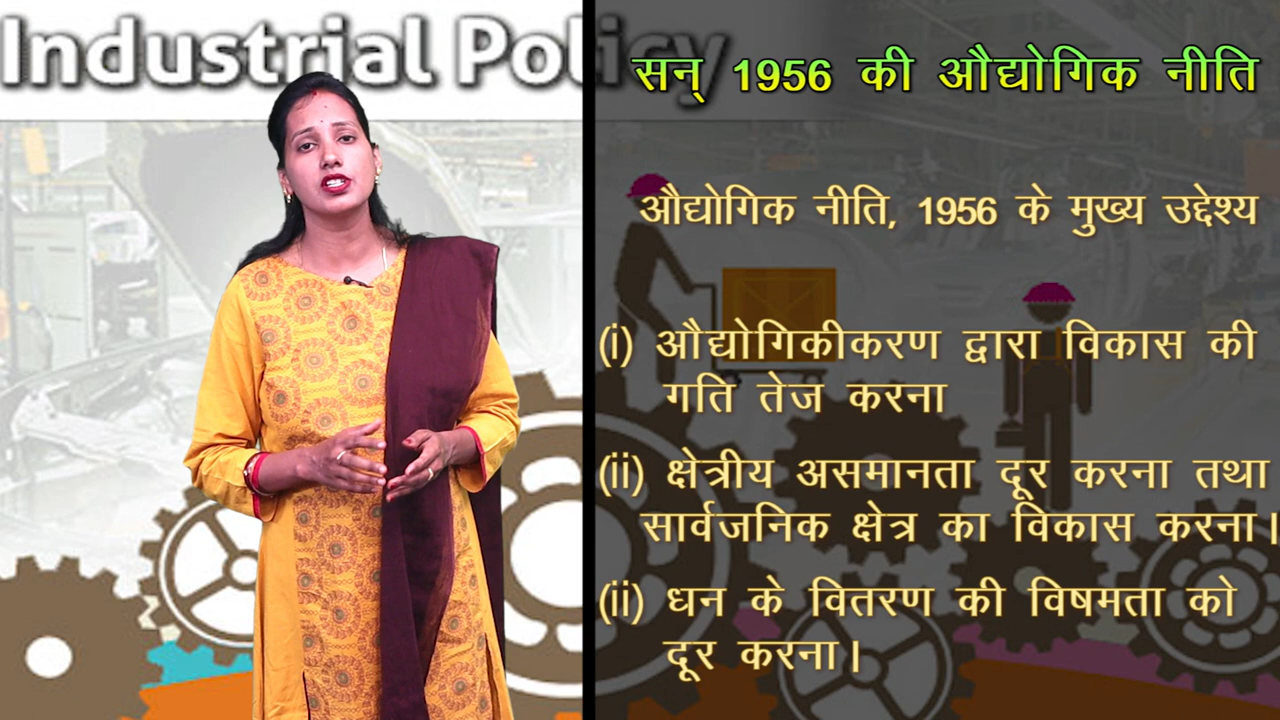 Industrial Policy
सन् 1956 की औद्योगिक नीति
औद्योगिक नीति, 1956 के मुख्य उद्देश्य
(i) औद्योगिकीकरण द्वारा विकास की
गति तेज करना
(ii) क्षेत्रीय असमानता दूर करना तथा
सार्वजनिक क्षेत्र का विकास करना।
(ii) धन के वितरण की विषमता को
दूर करना।